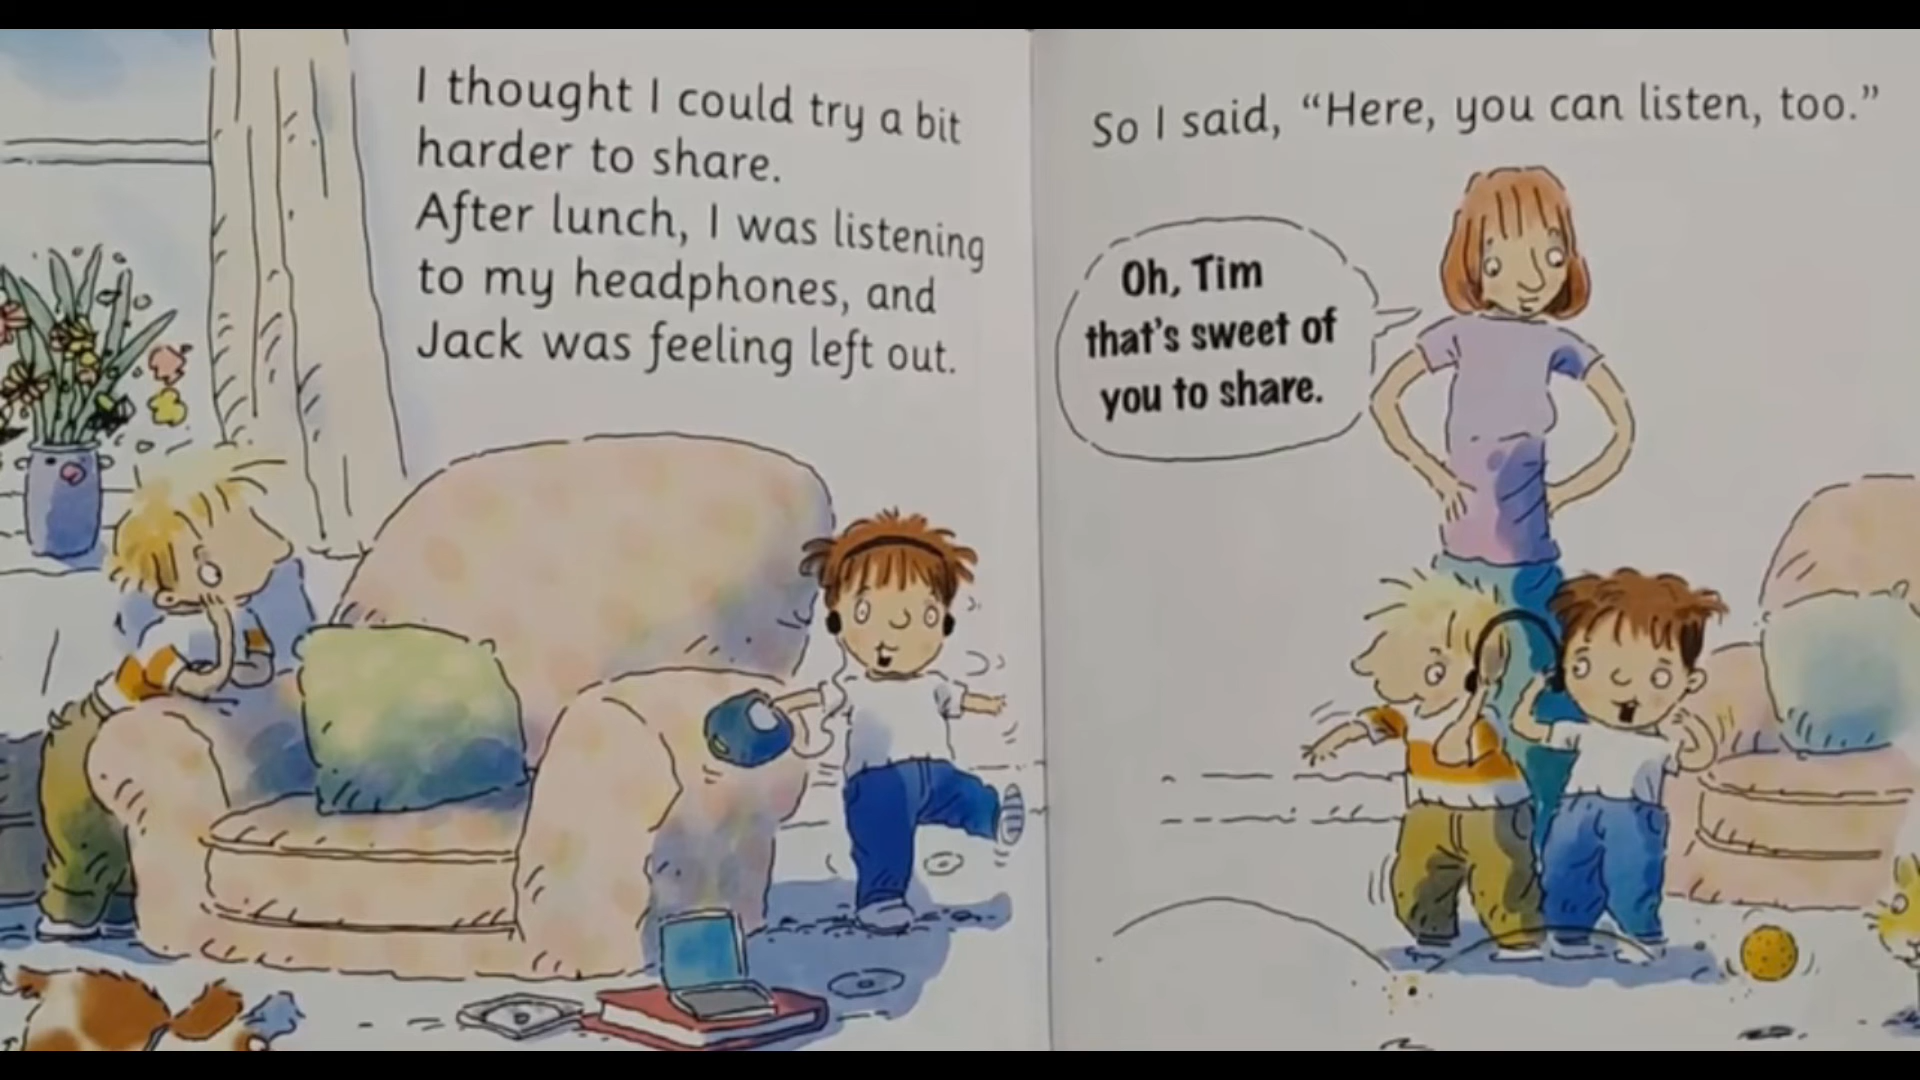 I thought I could try a bit
harder to share.
After lunch, I was listening
to my headphones, and
Jack was feeling left out.
So I said, “Here, you can listen, too.”
Oh, Tim
that's sweet of
you to share.